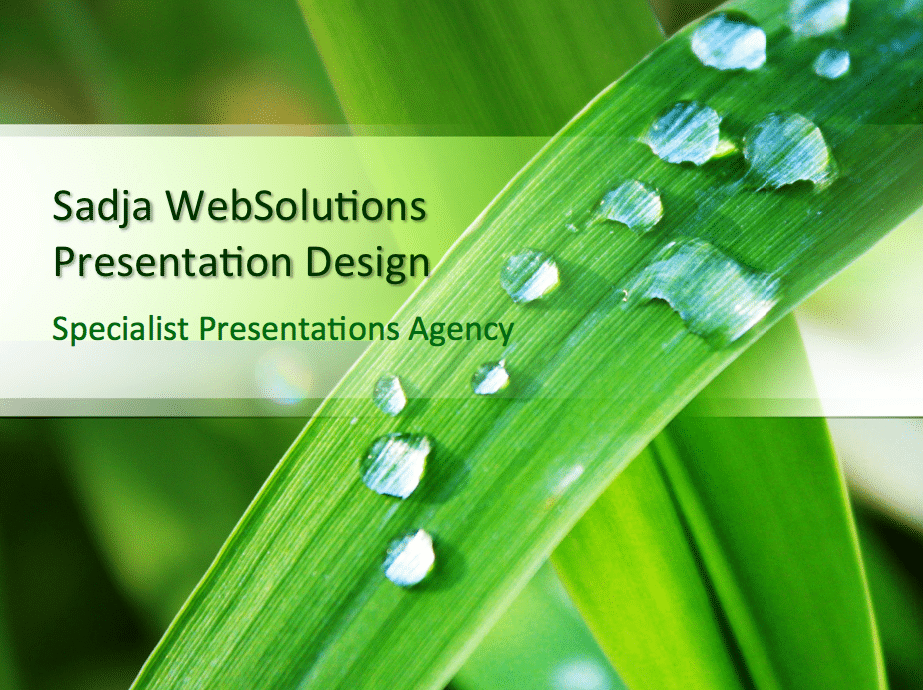 Sadja WebSolutions
Presentation Design
Specialist Presentations Agency